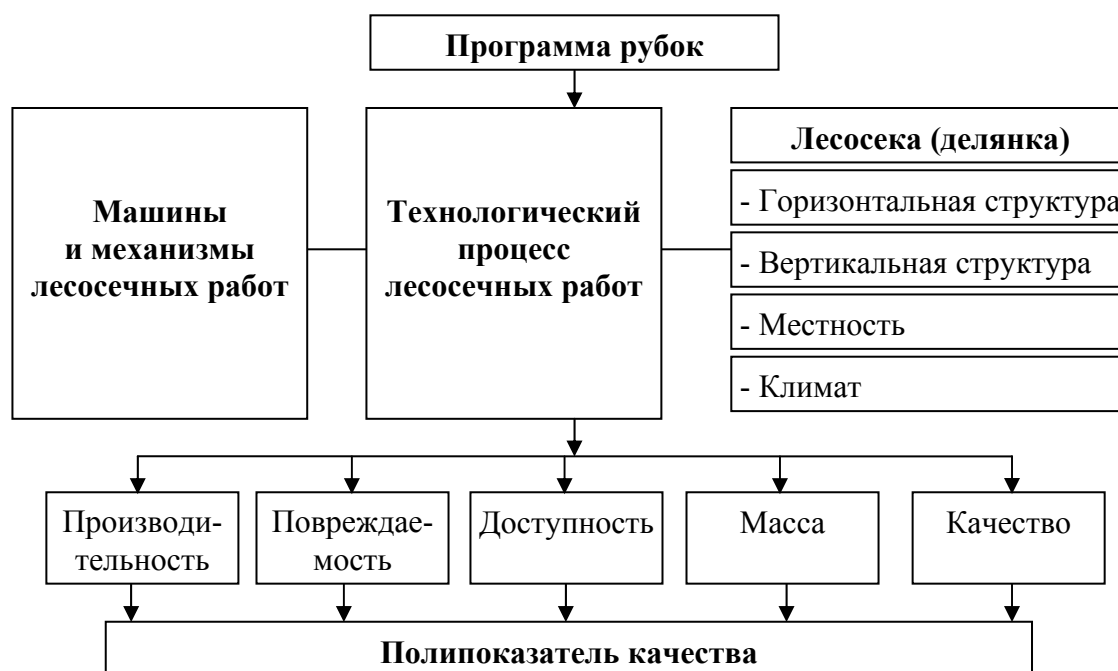 Программа рубок
Машины
и механизмы
лесосечных работ
Технологический
процесс
лесосечных работ
Лесосека (делянка)
- Горизонтальная структура
- Вертикальная структура
- Местность
- Климат
Производи-
тельность
Повреждае-
мость
Доступность
Масса
Качество
Полипоказатель качества